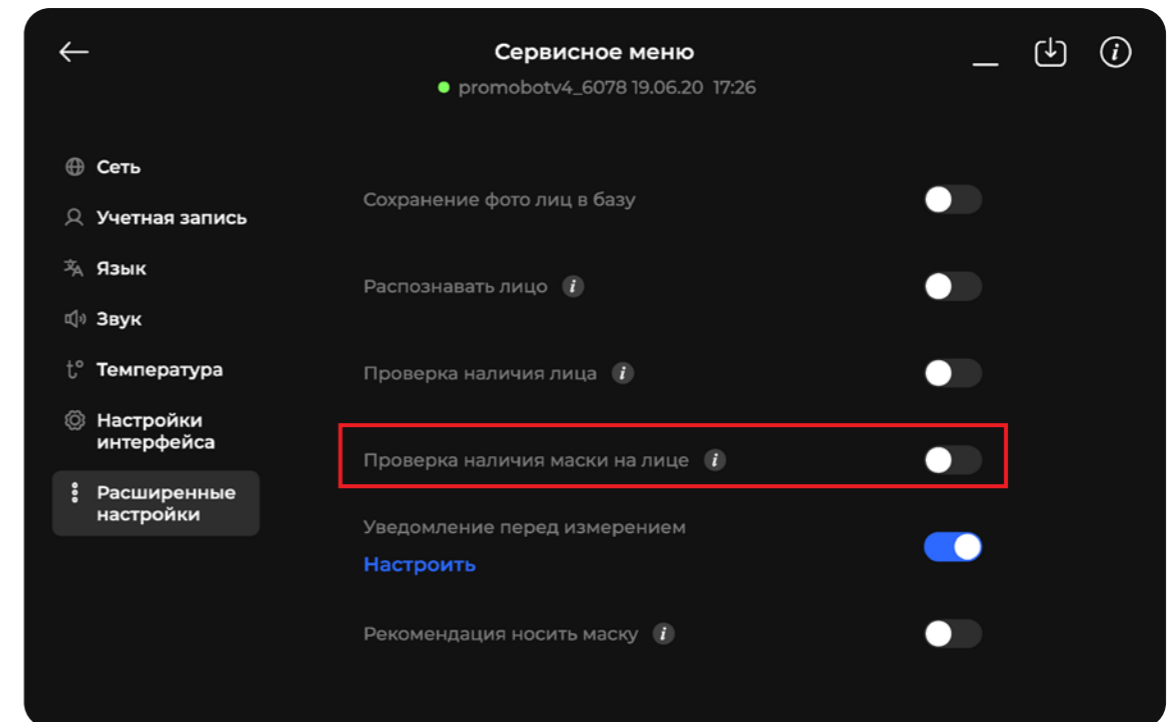 Сервисное меню
promobotv4_6078 19.06.20 17:26
Сеть
Учетная запись
Язык
Звук
t° Температура
Настройки
интерфейса
Расширенные
настройки
Сохранение фото лиц в базу
Распознавать лицо i
Проверка наличия лица i
Проверка наличия маски на лице i
Уведомление перед измерением
Настроить
Рекомендация носить маску i